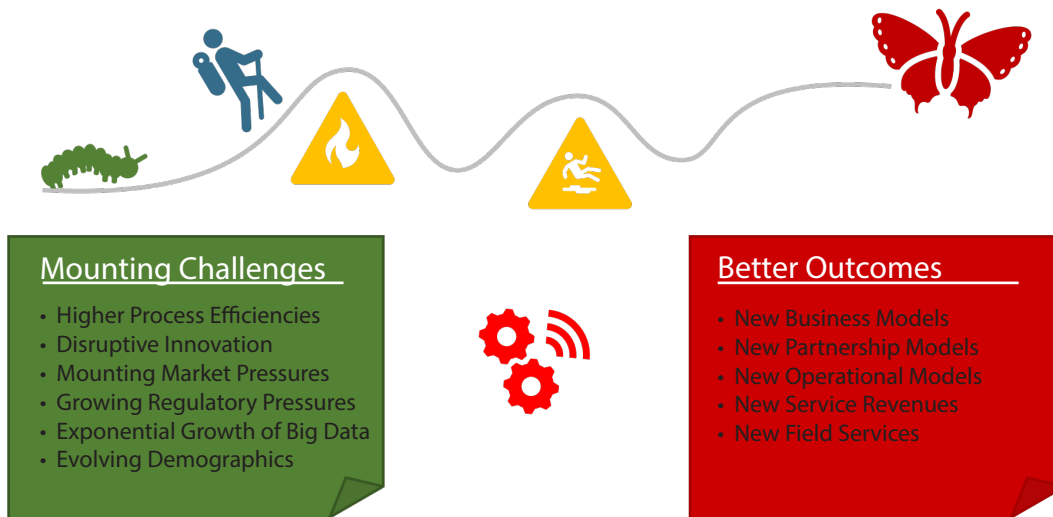 Mounting Challenges
• Higher Process Efficiencies
• Disruptive Innovation
• Mounting Market Pressures
• Growing Regulatory Pressures
• Exponential Growth of Big Data
• Evolving Demographics
Better Outcomes
• New Business Models
• New Partnership Models
• New Operational Models
• New Service Revenues
• New Field Services